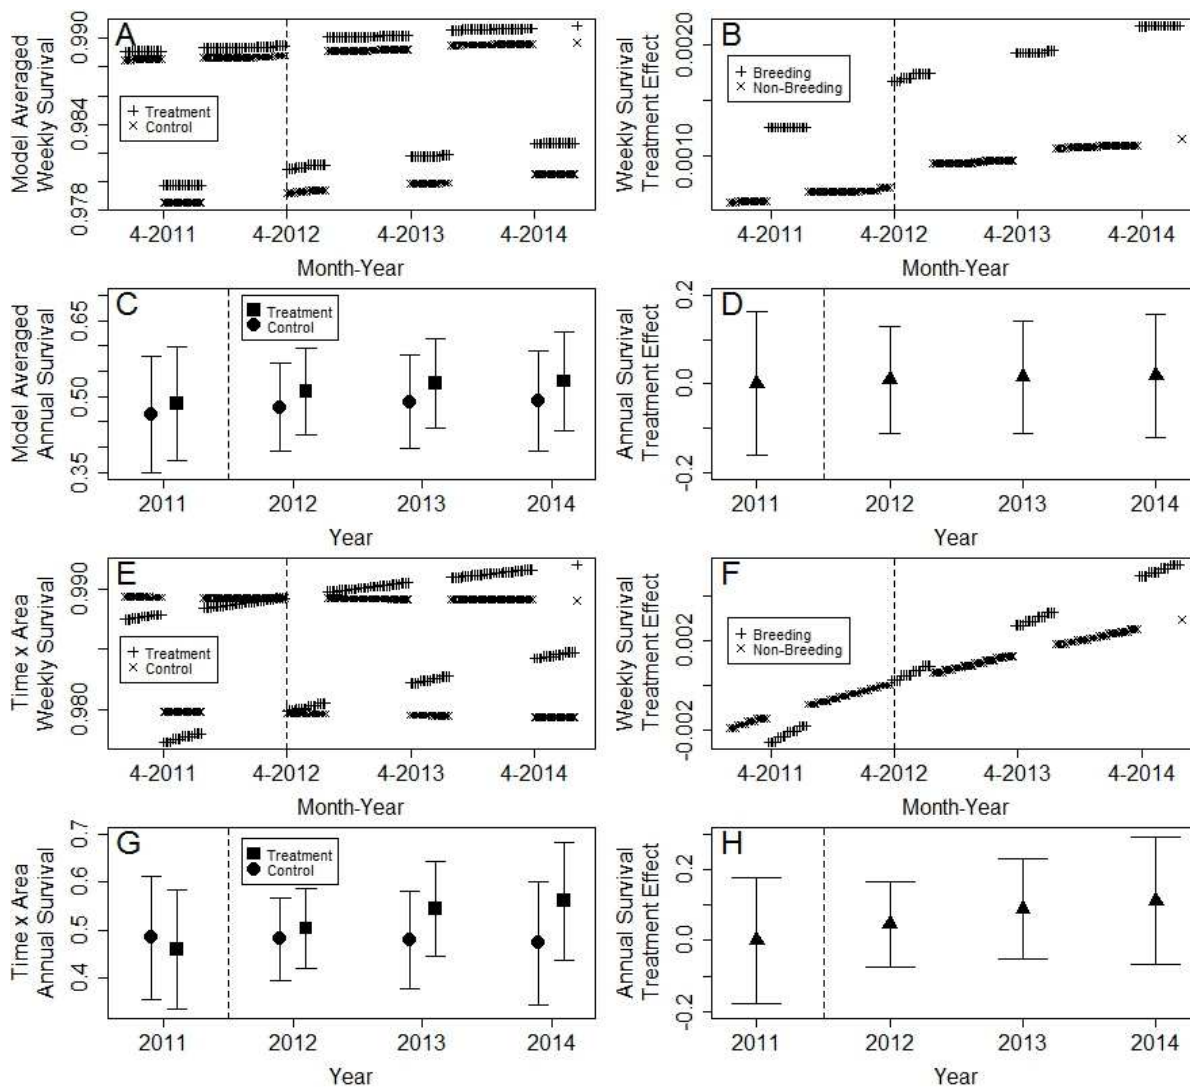 A
Model Averaged
Weekly Survival
0.990
0.984
0.978
Treatment
Control
4-2011 4-2012 4-2013 4-2014
Month-Year
B
Weekly Survival
Treatment Effect
0.0020
0.0010
Breeding
Non-Breeding
4-2011 4-2012 4-2013 4-2014
Month-Year
C
Model Averaged
Annual Survival
0.65
0.50
0.35
Treatment
Control
2011 2012 2013 2014
Year
D
Annual Survival
Treatment Effect
0.2
0.0
-0.2
2011 2012 2013 2014
Year
E
Time x Area
Weekly Survival
0.990
0.980
Treatment
Control
4-2011 4-2012 4-2013 4-2014
Month-Year
F
Weekly Survival
Treatment Effect
0.002
-0.002
Breeding
Non-Breeding
4-2011 4-2012 4-2013 4-2014
Month-Year
G
Time x Area
Annual Survival
0.7
0.6
0.5
0.4
Treatment
Control
2011 2012 2013 2014
Year
H
Annual Survival
Treatment Effect
0.2
0.0
-0.2
2011 2012 2013 2014
Year